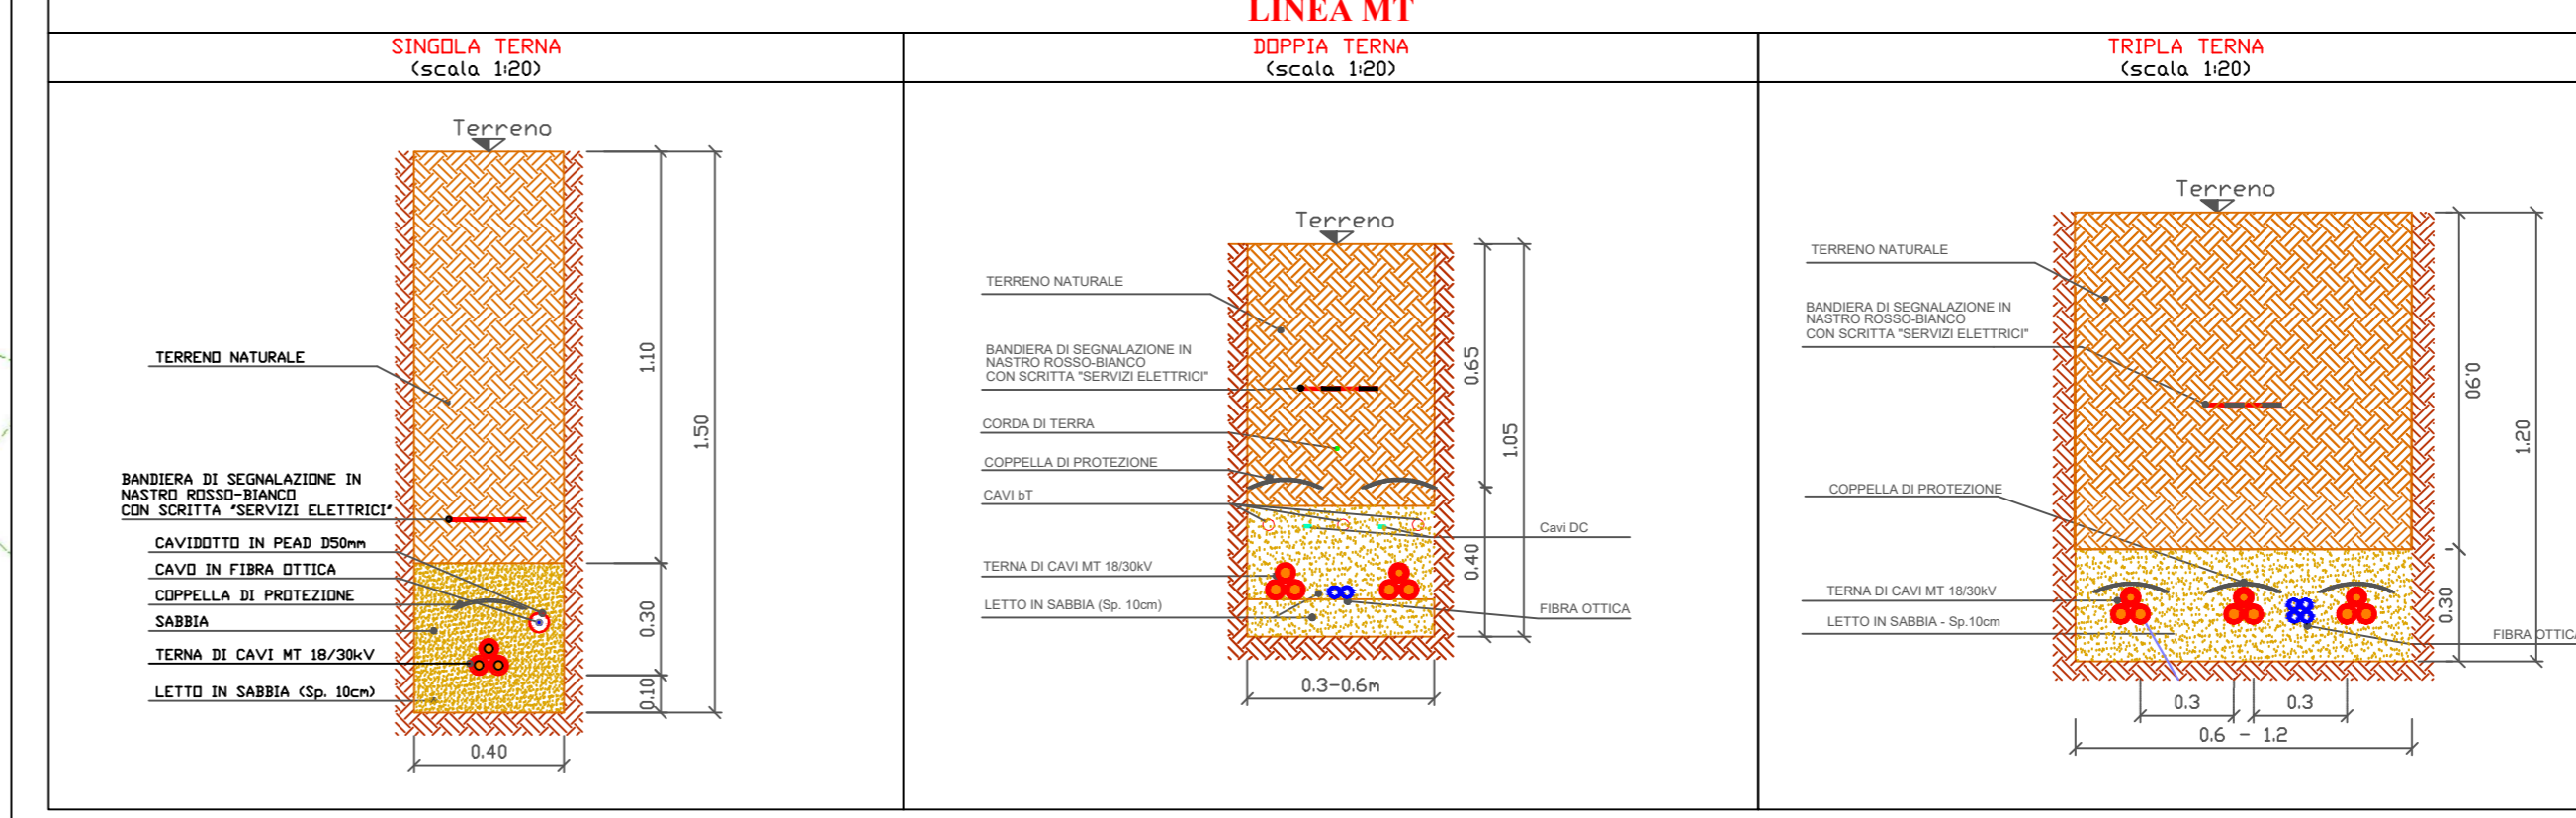 LINEA MT
SINGOLA TERNA
(scala 1:20)
Terreno
TERRENO NATURALE
BANDIERA DI SEGNALAZIONE IN
NASTRO ROSSO-BIANCO
CON SCRITTA "SERVIZI ELETTRICI"
CAVIDOTTO IN PEAD D50mm
CAVO IN FIBRA OTTICA
COPPELLA DI PROTEZIONE
SABBIA
TERNA DI CAVI MT 18/30kV
LETTO IN SABBIA (Sp. 10cm)
1.10
1.50
0.30
0.10
0.40
DOPPIA TERNA
(scala 1:20)
Terreno
TERRENO NATURALE
BANDIERA DI SEGNALAZIONE IN
NASTRO ROSSO-BIANCO
CON SCRITTA "SERVIZI ELETTRICI"
CORDA DI TERRA
COPPELLA DI PROTEZIONE
CAVI bT
Cavi DC
TERNA DI CAVI MT 18/30kV
LETTO IN SABBIA (Sp. 10cm)
FIBRA OTTICA
0.65
1.05
0.40
0.3-0.6m
TRIPLA TERNA
(scala 1:20)
Terreno
TERRENO NATURALE
BANDIERA DI SEGNALAZIONE IN
NASTRO ROSSO-BIANCO
CON SCRITTA "SERVIZI ELETTRICI"
COPPELLA DI PROTEZIONE
TERNA DI CAVI MT 18/30kV
LETTO IN SABBIA - Sp.10cm
FIBRA OTTICA
0.90
1.20
0.30
0.3
0.3
0.6 - 1.2